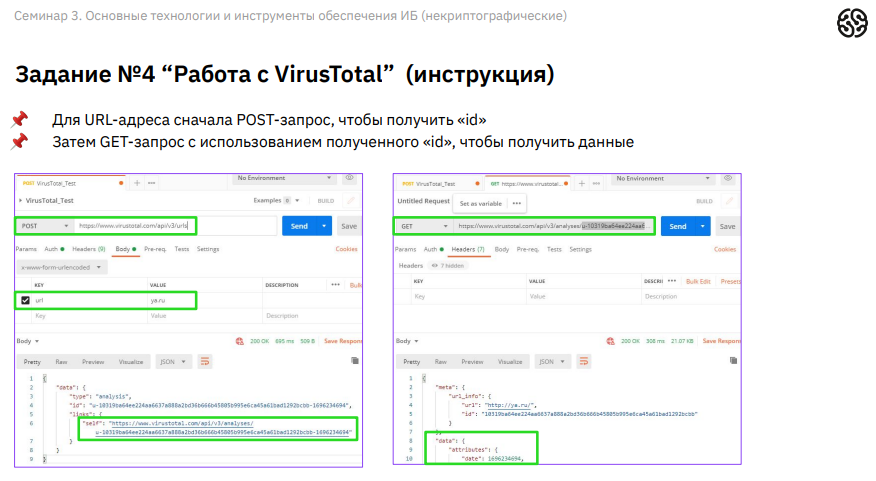 Семинар 3. Основные технологии и инструменты обеспечения ИБ (некриптографические)
Задание №4 “Работа с VirusTotal” (инструкция)
Для URL-адреса сначала POST-запрос, чтобы получить «id»
Затем GET-запрос с использованием полученного «id», чтобы получить данные
POST VirusTotal_Test
No Environment
VirusTotal_Test
Examples 0
BUILD
POST
https://www.virustotal.com/api/v3/urls
Send
Save
Params Auth Headers (9) Body Pre-req. Tests Settings
Cookies
x-www-form-urlencoded
KEY VALUE DESCRIPTION
Bulk
url ya.ru
Key Value Description
Body
200 OK 695 ms 509 B Save Respon
Pretty Raw Preview Visualize JSON
1 {
2 "data": {
3 "type": "analysis",
4 "id": "u-10319ba64ee224aa6637a888a2bd36b666b45885b995e6ca45a61bad1292bcbb-1696234694",
5 "links": {
6 "self": "https://www.virustotal.com/api/v3/analyses/
u-10319ba64ee224aa6637a888a2bd36b666b45885b995e6ca45a61bad1292bcbb-1696234694"
7 }
8 }
9 }
POST VirusTotal_Test
GET https://www.virustotal....
No Environment
Untitled Request
Set as variable
BUILD
GET
https://www.virustotal.com/api/v3/analyses/u-10319ba64ee224aa6...
Send
Save
Params Auth Headers (7) Body Pre-req. Tests Settings
Cookies
Headers 7 hidden
KEY VALUE DESCRI
Bulk Edit Presets
Key Value Description
Body
200 OK 308 ms 21.07 KB Save Respon
Pretty Raw Preview Visualize JSON
1 {
2 "meta": {
3 "url_info": {
4 "url": "http://ya.ru/",
5 "id": "10319ba64ee224aa6637a888a2bd36b666b45885b995e6ca45a61bad1292bcbb"
6 }
7 },
8 "data": {
9 "attributes": {
10 "date": 1696234694,